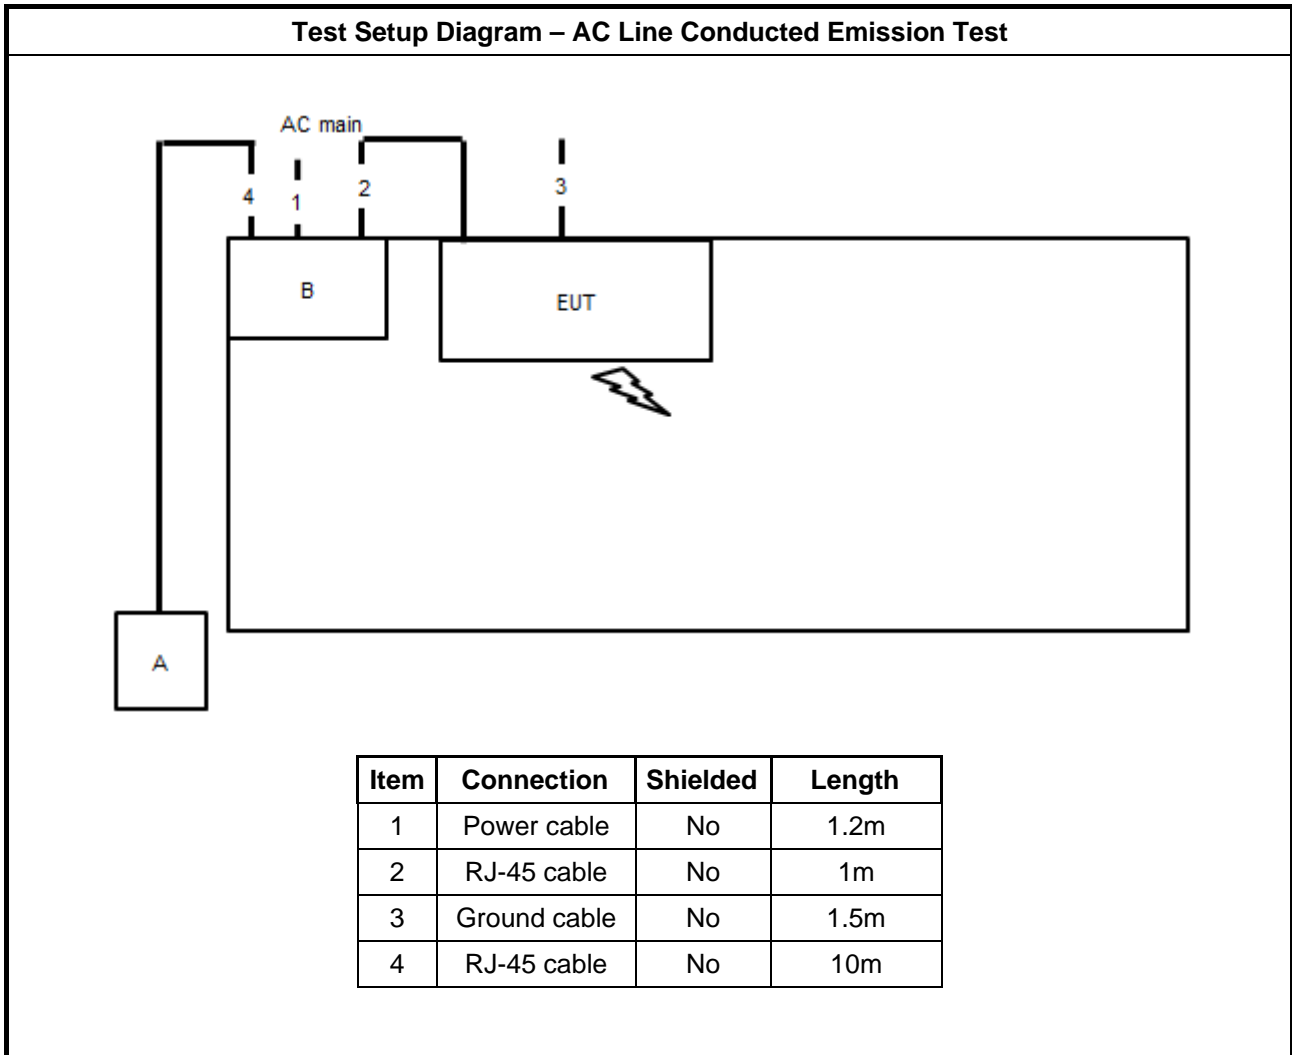 Test Setup Diagram – AC Line Conducted Emission Test
AC main
4
1
2
3
B
EUT
A
Item Connection Shielded Length
1 Power cable No 1.2m
2 RJ-45 cable No 1m
3 Ground cable No 1.5m
4 RJ-45 cable No 10m